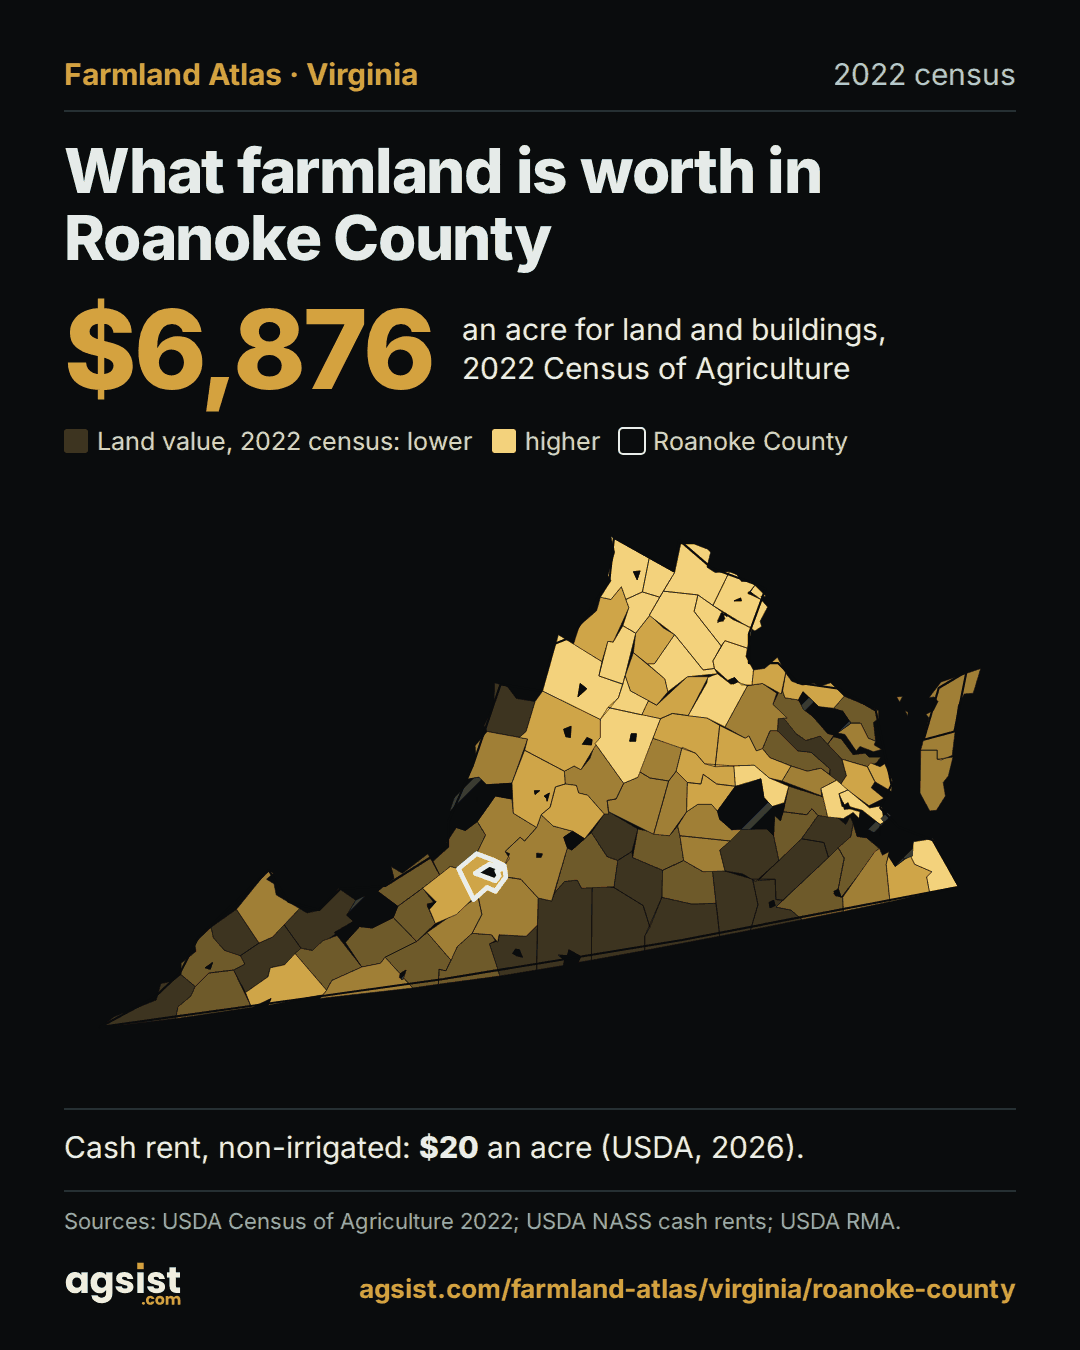 Farmland Atlas · Virginia
2022 census
What farmland is worth in
Roanoke County
$6,876
an acre for land and buildings,
2022 Census of Agriculture
Land value, 2022 census: lower higher Roanoke County
Cash rent, non-irrigated: $20 an acre (USDA, 2026).
Sources: USDA Census of Agriculture 2022; USDA NASS cash rents; USDA RMA.
agsist
.com
agsist.com/farmland-atlas/virginia/roanoke-county